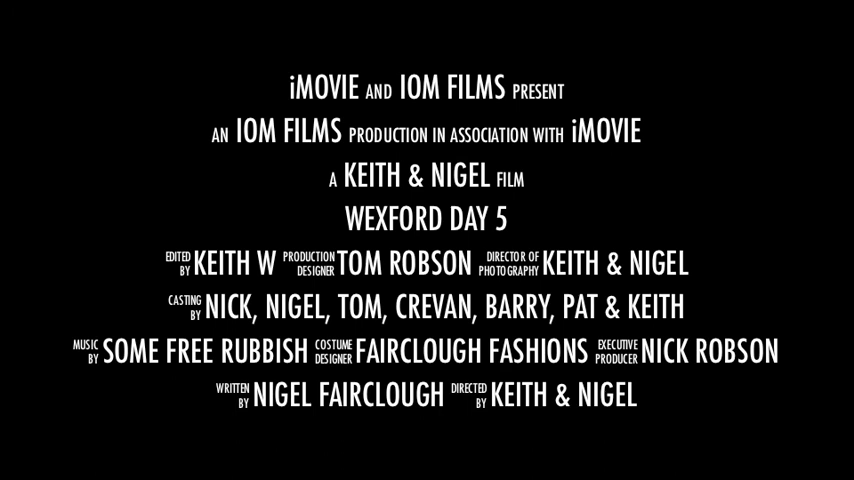 iMOVIE AND IOM FILMS PRESENT
AN IOM FILMS PRODUCTION IN ASSOCIATION WITH iMOVIE
A KEITH & NIGEL FILM
WEXFORD DAY 5
EDITED BY KEITH W PRODUCTION DESIGNER TOM ROBSON DIRECTOR OF PHOTOGRAPHY KEITH & NIGEL
CASTING BY NICK, NIGEL, TOM, CREVAN, BARRY, PAT & KEITH
MUSIC BY SOME FREE RUBBISH COSTUME DESIGNER FAIRCLOUGH FASHIONS EXECUTIVE PRODUCER NICK ROBSON
WRITTEN BY NIGEL FAIRCLOUGH DIRECTED BY KEITH & NIGEL